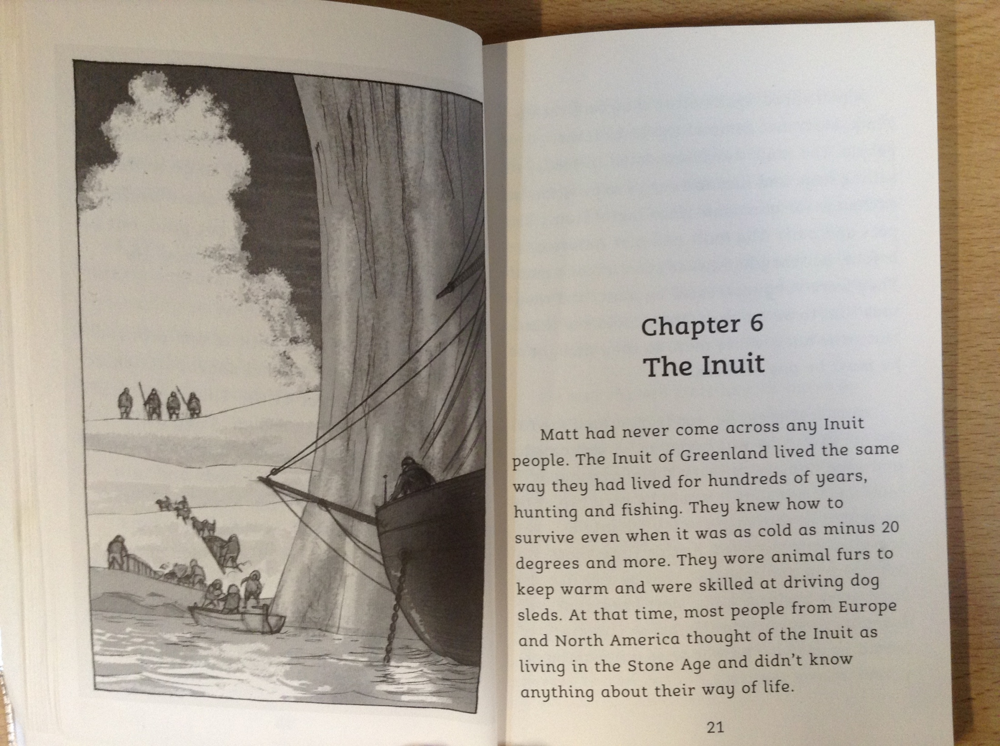 Chapter 6
The Inuit
Matt had never come across any Inuit
people. The Inuit of Greenland lived the same
way they had lived for hundreds of years,
hunting and fishing. They knew how to
survive even when it was as cold as minus 20
degrees and more. They wore animal furs to
keep warm and were skilled at driving dog
sleds. At that time, most people from Europe
and North America thought of the Inuit as
living in the Stone Age and didn't know
anything about their way of life.
21